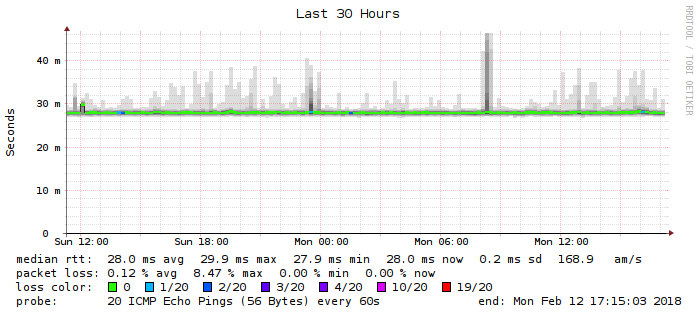 Last 30 Hours
RRDTOOL / TOBI OETIKER
Seconds
40 m
30 m
20 m
10 m
0
Sun 12:00 Sun 18:00 Mon 00:00 Mon 06:00 Mon 12:00
median rtt: 28.0 ms avg 29.9 ms max 27.9 ms min 28.0 ms now 0.2 ms sd 168.9 am/s
packet loss: 0.12 % avg 8.47 % max 0.00 % min 0.00 % now
loss color: 0 1/20 2/20 3/20 4/20 10/20 19/20
probe: 20 ICMP Echo Pings (56 Bytes) every 60s end: Mon Feb 12 17:15:03 2018